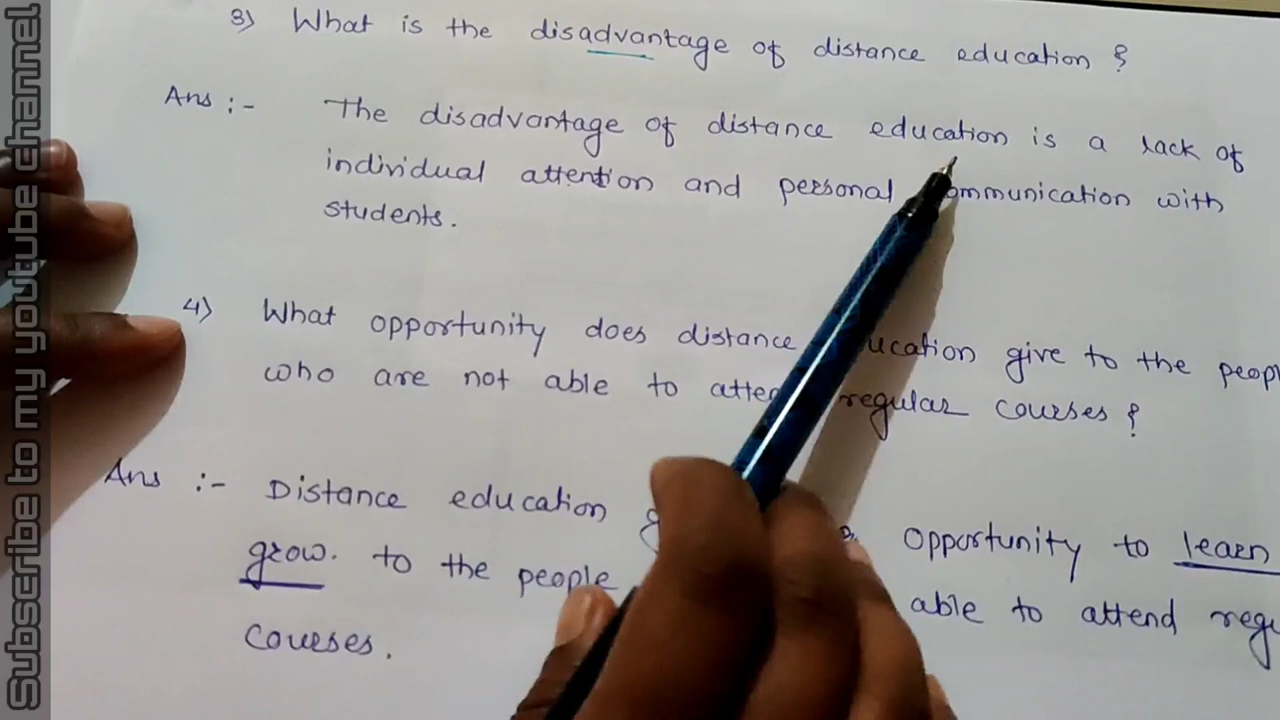 Subscribe to my youtube channel
3) What is the disadvantage of distance education ?
Ans :- The disadvantage of distance education is a lack of
individual attention and personal communication with
students.
4) What opportunity does distance education give to the
who are not able to regular courses ?
Ans :- Distance education opportunity to learn
grow. to the people able to attend
courses.